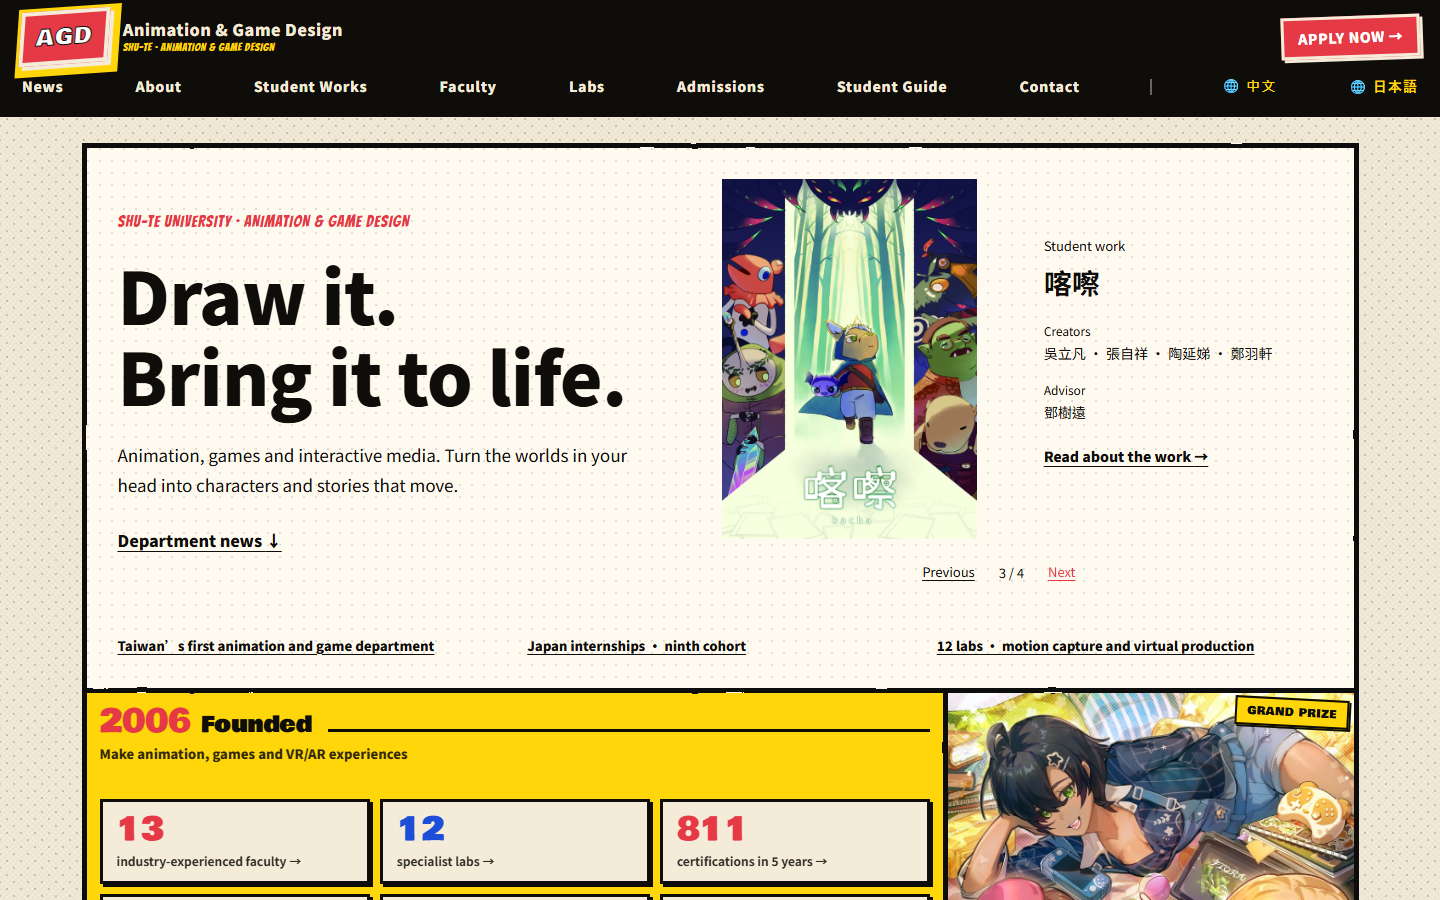 AGD
Animation & Game Design
SHU-TE · ANIMATION & GAME DESIGN
APPLY NOW →
News
About
Student Works
Faculty
Labs
Admissions
Student Guide
Contact
中文
日本語
SHU-TE UNIVERSITY · ANIMATION & GAME DESIGN
Draw it.
Bring it to life.
Animation, games and interactive media. Turn the worlds in your
head into characters and stories that move.
Department news ↓
喀嚓
kacha
Student work
喀嚓
Creators
吳立凡 · 張自祥 · 陶延娣 · 鄭羽軒
Advisor
鄧樹遠
Read about the work →
Previous
3 / 4
Next
Taiwan’s first animation and game department
Japan internships · ninth cohort
12 labs · motion capture and virtual production
2006 Founded
Make animation, games and VR/AR experiences
13
industry-experienced faculty →
12
specialist labs →
811
certifications in 5 years →
GRAND PRIZE